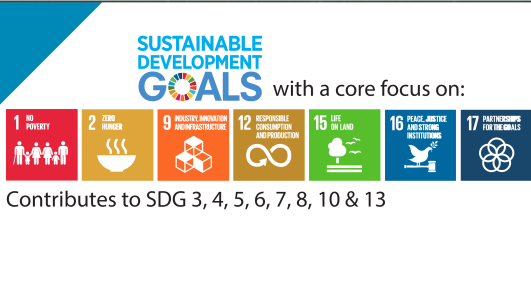 SUSTAINABLE
DEVELOPMENT
GOALS with a core focus on:
1 NO
POVERTY
2 ZERO
HUNGER
9 INDUSTRY, INNOVATION
AND INFRASTRUCTURE
12 RESPONSIBLE
CONSUMPTION
AND PRODUCTION
15 LIFE
ON LAND
16 PEACE, JUSTICE
AND STRONG
INSTITUTIONS
17 PARTNERSHIPS
FOR THE GOALS
Contributes to SDG 3, 4, 5, 6, 7, 8, 10 & 13